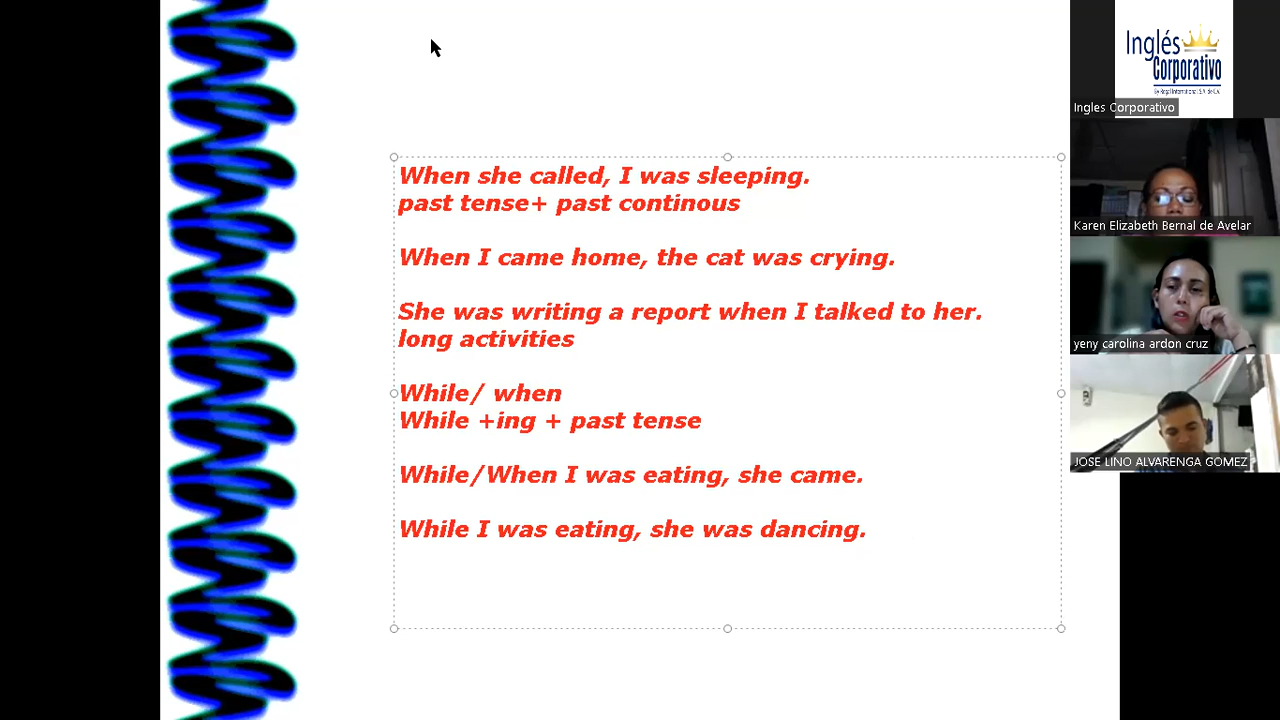 When she called, I was sleeping.
past tense+ past continous
When I came home, the cat was crying.
She was writing a report when I talked to her.
long activities
While/ when
While +ing + past tense
While/When I was eating, she came.
While I was eating, she was dancing.
Inglés
Corporativo
Ingles Corporativo
Karen Elizabeth Bernal de Avelar
yeny carolina ardon cruz
JOSE LINO ALVARENGA GOMEZ